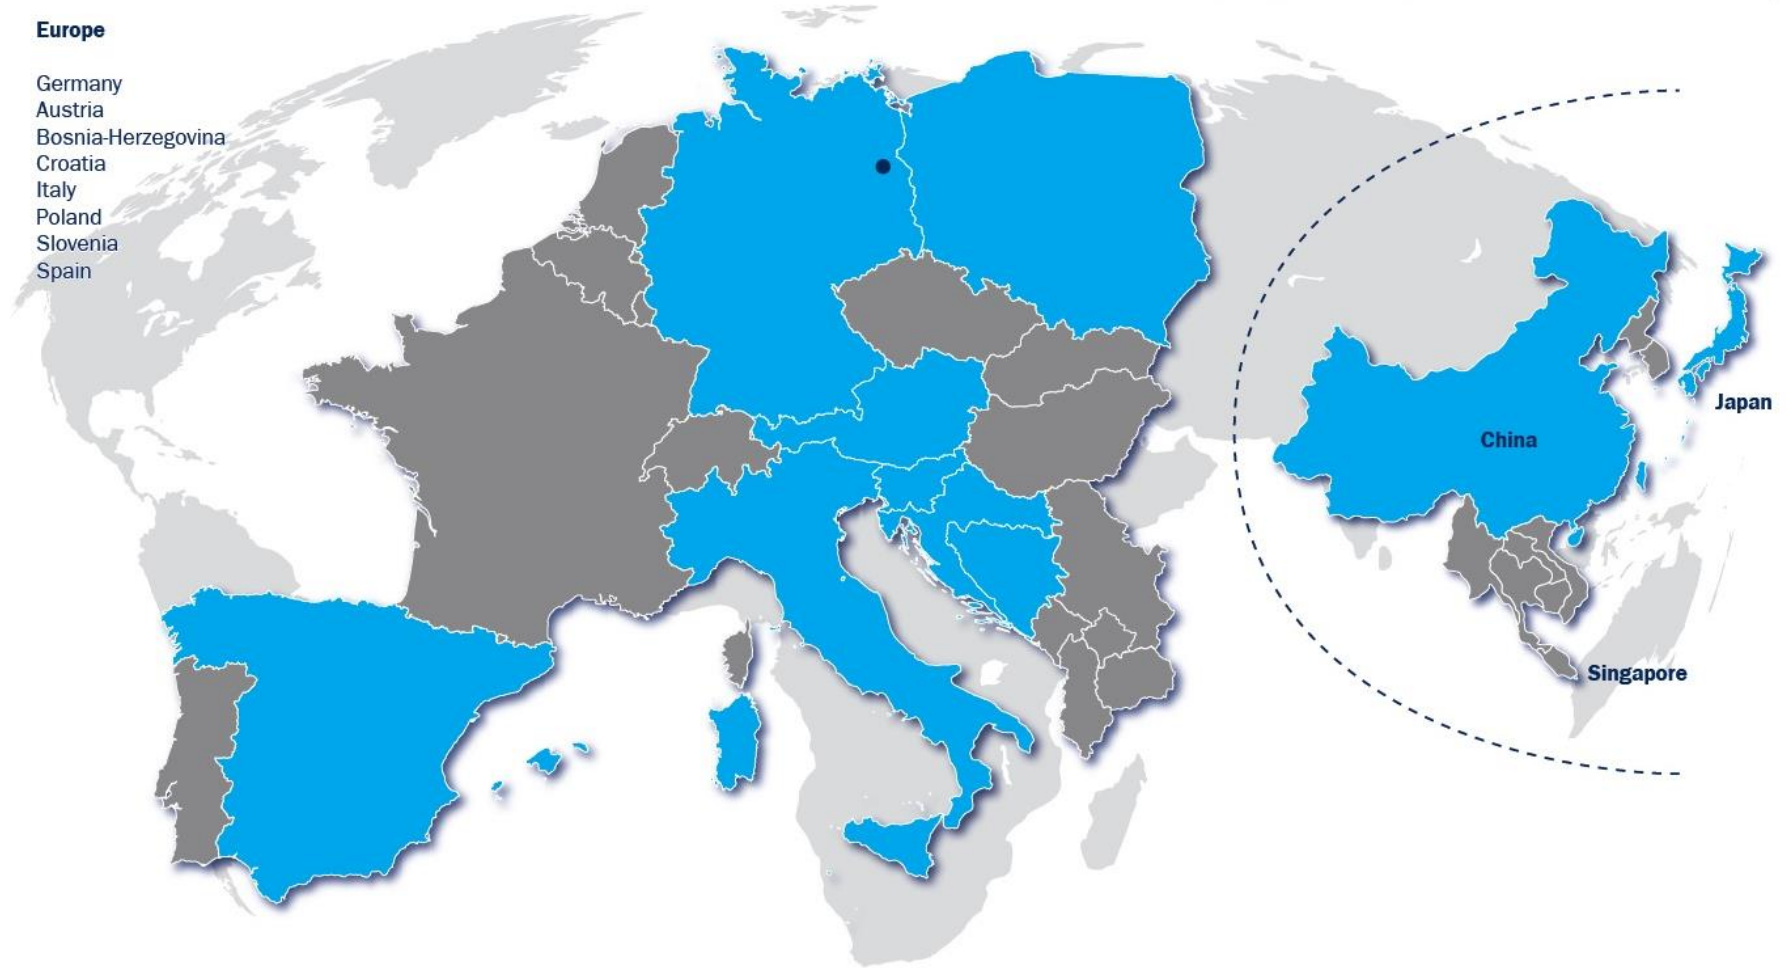 Europe
Germany
Austria
Bosnia-Herzegovina
Croatia
Italy
Poland
Slovenia
Spain
Japan
China
Singapore